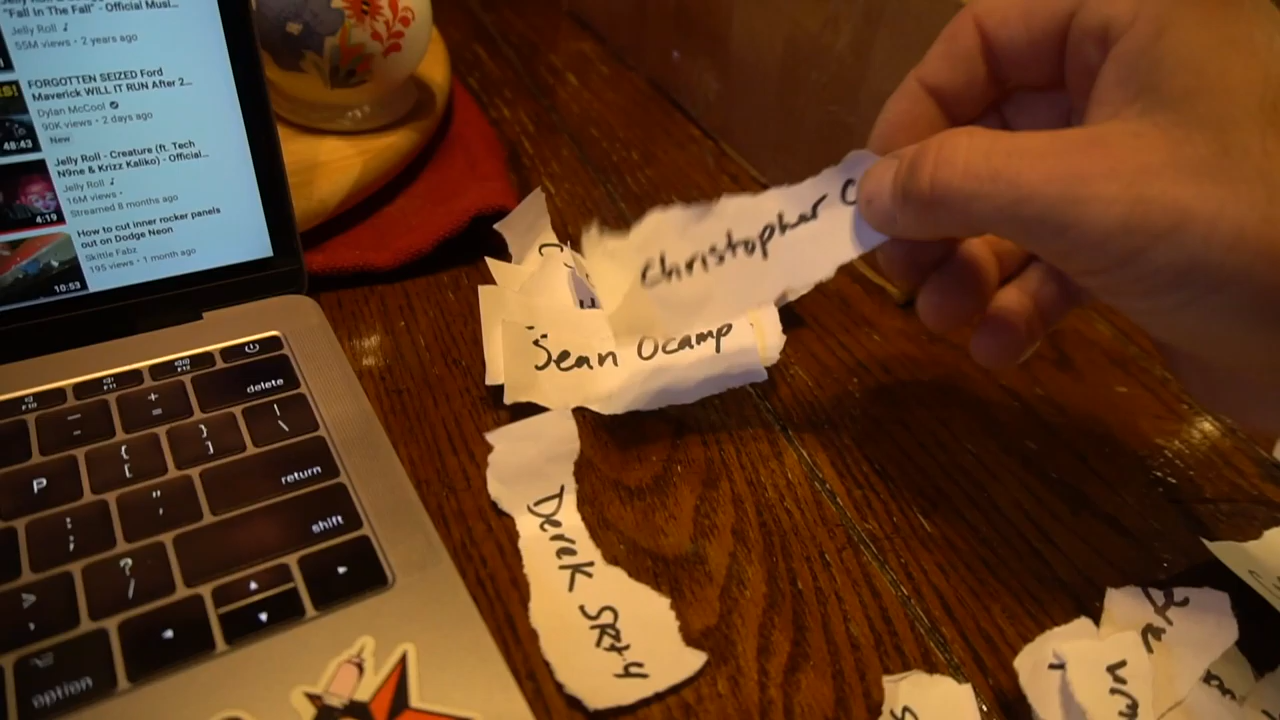 "Fall In The Fall" - Official Musi...
Jelly Roll ♪
55M views • 2 years ago
FORGOTTEN SEIZED Ford
Maverick WILL IT RUN After 2...
Dylan McCool
90K views • 2 days ago
New
48:43
Jelly Roll - Creature (ft. Tech
N9ne & Krizz Kaliko) - Official...
Jelly Roll ♪
16M views •
Streamed 8 months ago
4:19
How to cut inner rocker panels
out on Dodge Neon
Skittle Fabz
195 views • 1 month ago
10:53
Christopher C
Sean Ocamp
Derek
F10
F11
F12
delete
- _
+ =
| \
P
{ [
} ]
return
: ;
" '
shift
> .
? /
option